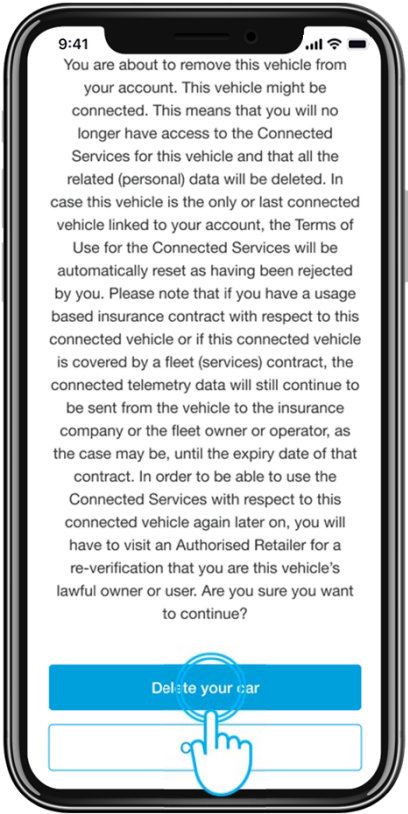 9:41
You are about to remove this vehicle from
your account. This vehicle might be
connected. This means that you will no
longer have access to the Connected
Services for this vehicle and that all the
related (personal) data will be deleted. In
case this vehicle is the only or last connected
vehicle linked to your account, the Terms of
Use for the Connected Services will be
automatically reset as having been rejected
by you. Please note that if you have a usage
based insurance contract with respect to this
connected vehicle or if this connected vehicle
is covered by a fleet (services) contract, the
connected telemetry data will still continue to
be sent from the vehicle to the insurance
company or the fleet owner or operator, as
the case may be, until the expiry date of that
contract. In order to be able to use the
Connected Services with respect to this
connected vehicle again later on, you will
have to visit an Authorised Retailer for a
re-verification that you are this vehicle's
lawful owner or user. Are you sure you want
to continue?
Delete your car